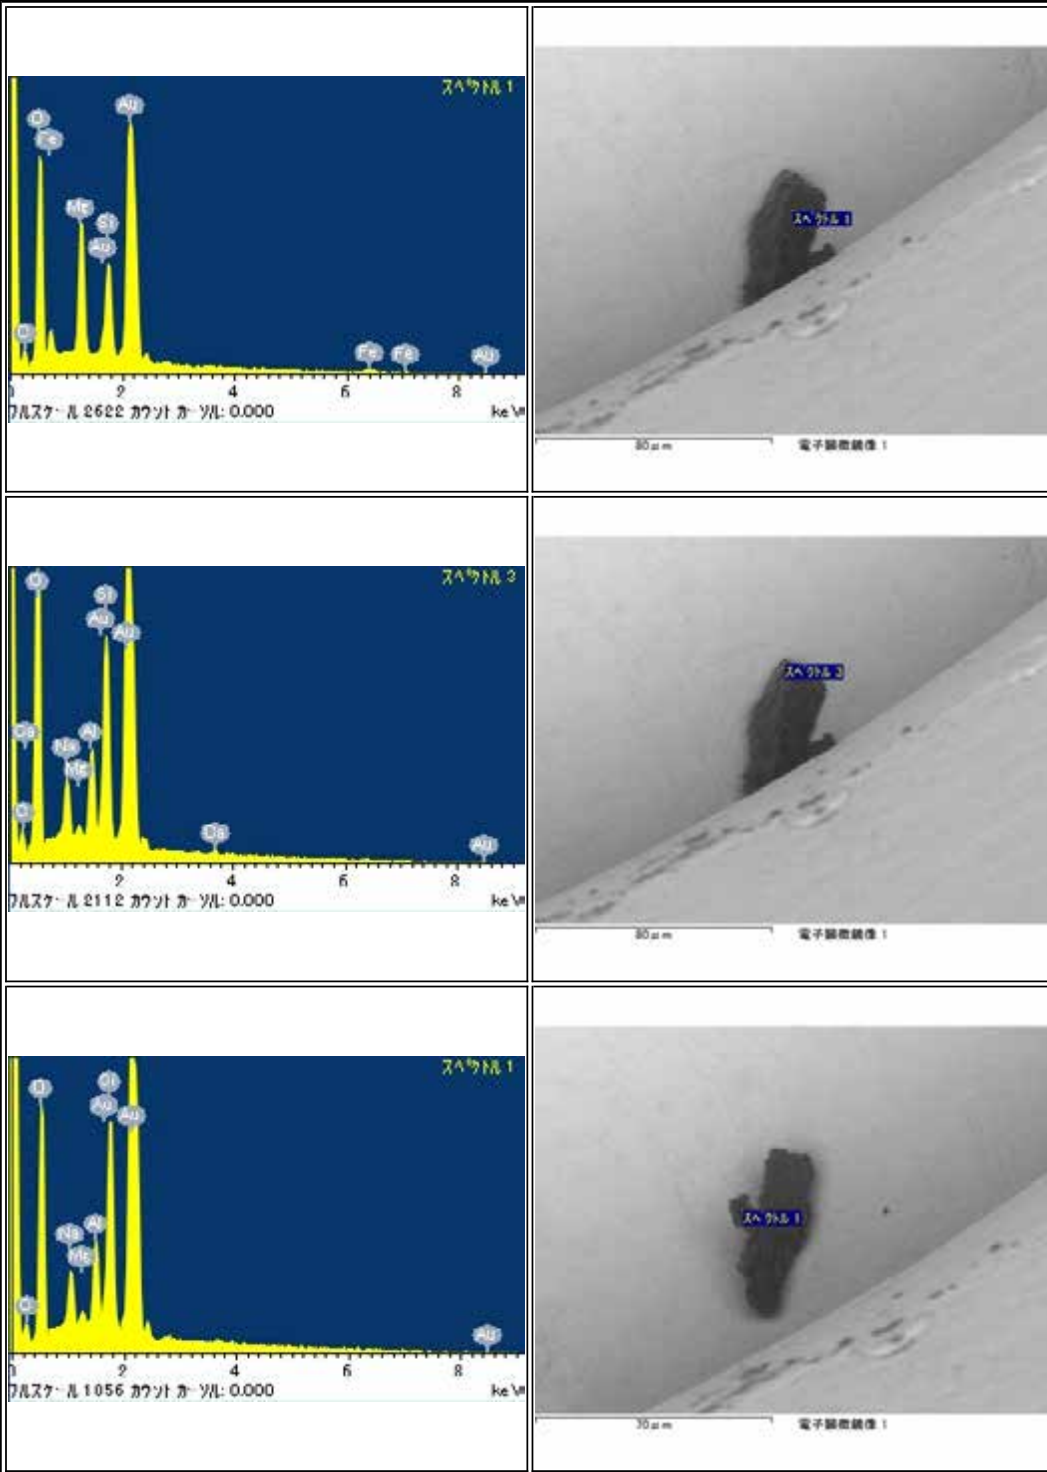 スペクトル 1
Au
O
Fe
Mg
Si
Au
Fe
Fe
Au
2
4
6
8
フルスケール 2622 カウント カーソル: 0.000
keV
スペクトル 1
80μm
電子顕微鏡像 1
スペクトル 3
O
Si
Au
Au
Ca
Al
Na
Mg
Ca
Au
2
4
6
8
フルスケール 2112 カウント カーソル: 0.000
keV
スペクトル 3
80μm
電子顕微鏡像 1
スペクトル 1
Si
O
Au
Au
Al
Na
Mg
Au
2
4
6
8
フルスケール 1056 カウント カーソル: 0.000
keV
スペクトル 1
70μm
電子顕微鏡像 1